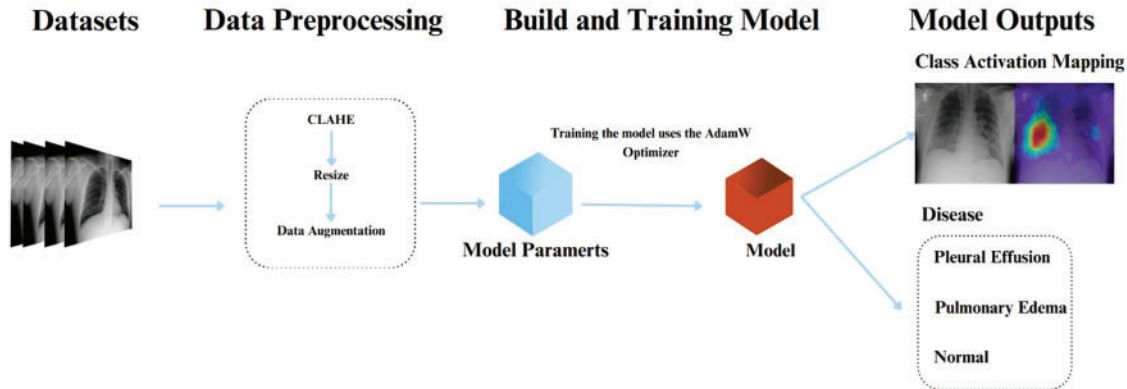 Datasets
Data Preprocessing
Build and Training Model
Model Outputs
Class Activation Mapping
CLAHE
Resize
Data Augmentation
Training the model uses the AdamW
Optimizer
Model Paramerts
Model
Disease
Pleural Effusion
Pulmonary Edema
Normal